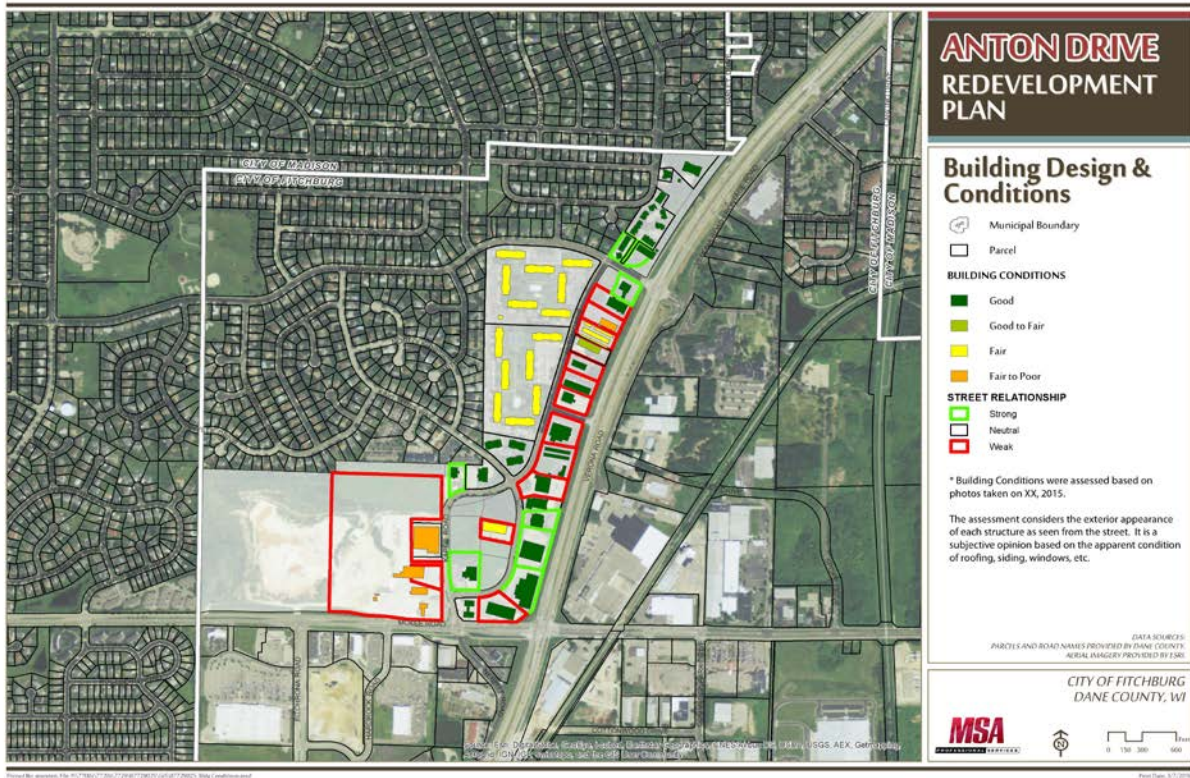 ANTON DRIVE
REDEVELOPMENT
PLAN
Building Design &
Conditions
Municipal Boundary
Parcel
BUILDING CONDITIONS
Good
Good to Fair
Fair
Fair to Poor
STREET RELATIONSHIP
Strong
Neutral
Weak
* Building Conditions were assessed based on
photos taken on XX, 2015.
The assessment considers the exterior appearance
of each structure as seen from the street. It is a
subjective opinion based on the apparent condition
of roofing, siding, windows, etc.
DATA SOURCES:
PARCELS AND ROAD NAMES PROVIDED BY DANE COUNTY.
AERIAL IMAGERY PROVIDED BY ESRI.
CITY OF FITCHBURG
DANE COUNTY, WI
MSA
PROFESSIONAL SERVICES
0 150 300 600
Feet
CITY OF MADISON
CITY OF FITCHBURG
CITY OF FITCHBURG
CITY OF MADISON